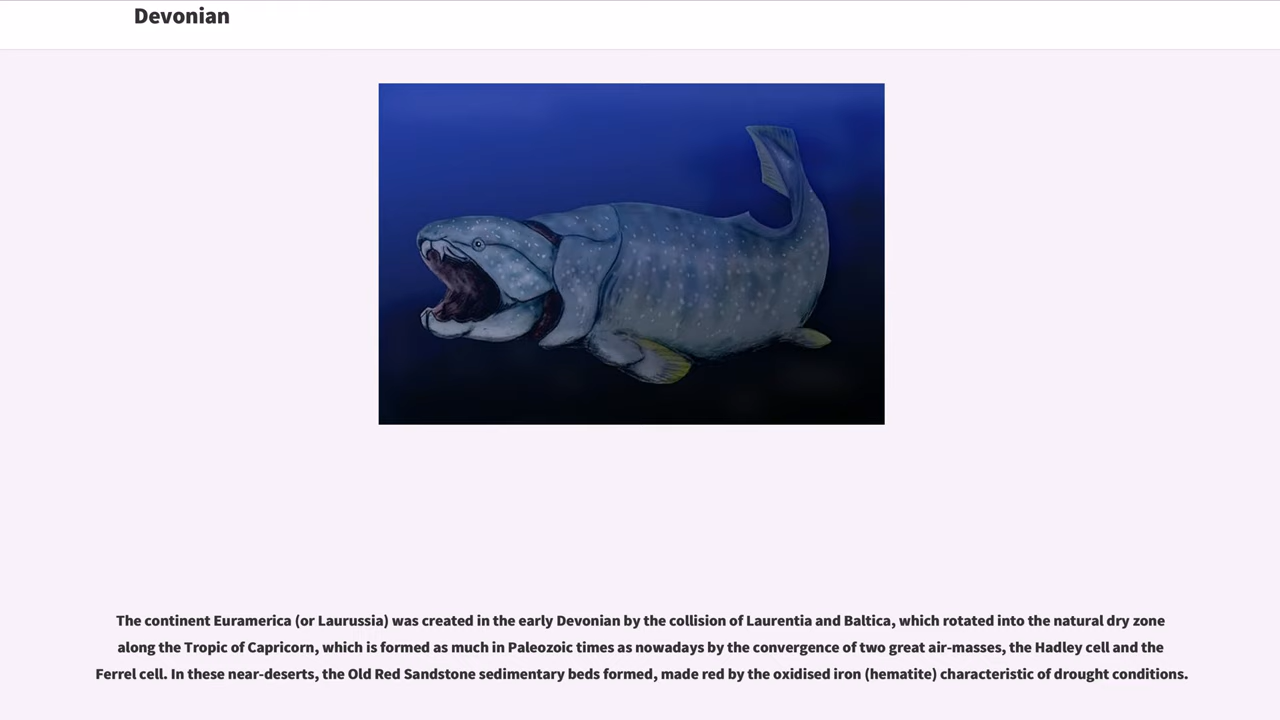 Devonian
The continent Euramerica (or Laurussia) was created in the early Devonian by the collision of Laurentia and Baltica, which rotated into the natural dry zone
along the Tropic of Capricorn, which is formed as much in Paleozoic times as nowadays by the convergence of two great air-masses, the Hadley cell and the
Ferrel cell. In these near-deserts, the Old Red Sandstone sedimentary beds formed, made red by the oxidised iron (hematite) characteristic of drought conditions.